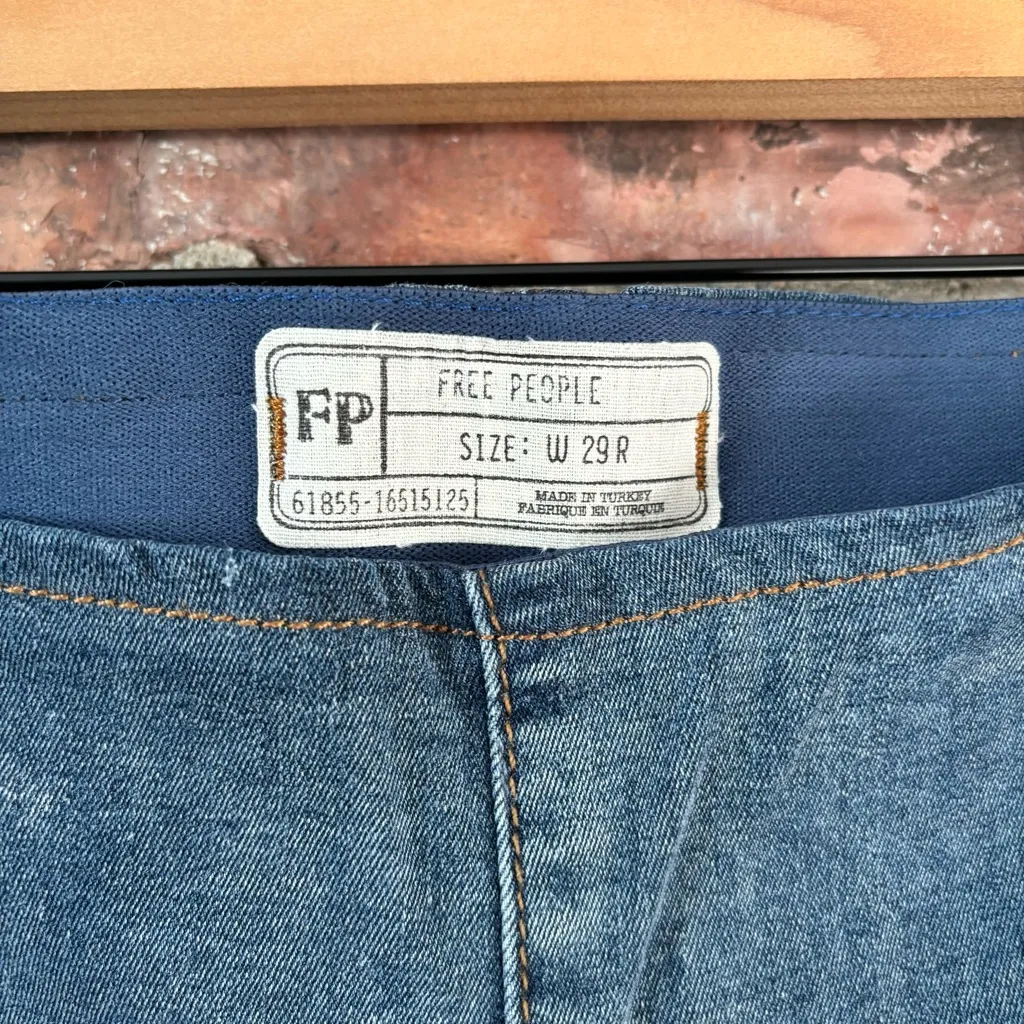 FP
FREE PEOPLE
SIZE: W 29 R
61855-16515125
MADE IN TURKEY
FABRIQUE EN TURQUIE